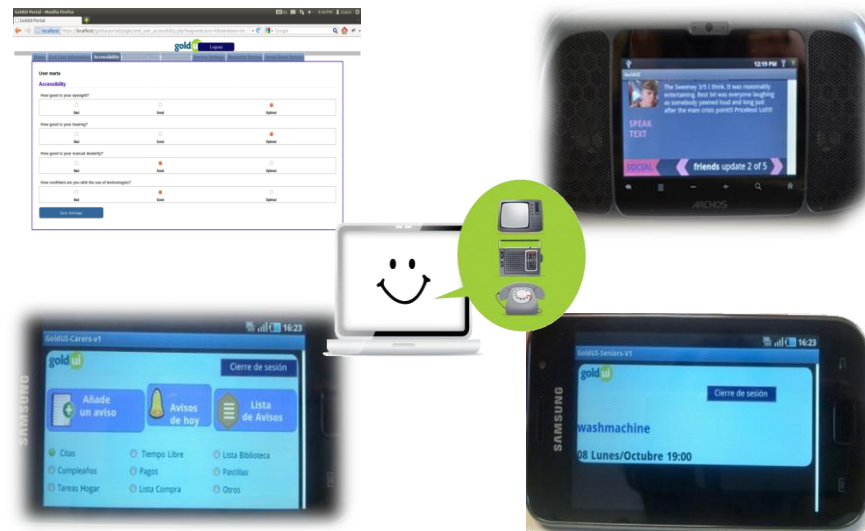 GoldUI Portal - Mozilla Firefox
GoldUI Portal
gold ui
Logout
Accessibility
User marta
Accessibility
How good is your eyesight?
Bad Good Optimal
How good is your hearing?
Bad Good Optimal
How good is your manual dexterity?
Bad Good Optimal
How confident are you with the use of technologies?
Bad Good Optimal
Save Settings
12:19 PM
GoldUI
The Sweeney 3/5 I think. It was reasonably
entertaining. Best bit was everyone laughing
as somebody yawned loud and long just
after the main crisis point!!! Priceless! Lol!!!
SPEAK
TEXT
SOCIAL
friends update 2 of 5
ARCHOS
SAMSUNG
16:23
GoldUI-Carers-v1
gold ui
Cierre de sesión
Añade
un aviso
Avisos
de hoy
Lista
de Avisos
Citas
Tiempo Libre
Lista Biblioteca
Cumpleaños
Pagos
Pastillas
Tareas Hogar
Lista Compra
Otros
SAMSUNG
16:23
GoldUI-Seniors-V1
gold ui
Cierre de sesión
washmachine
08 Lunes/Octubre 19:00